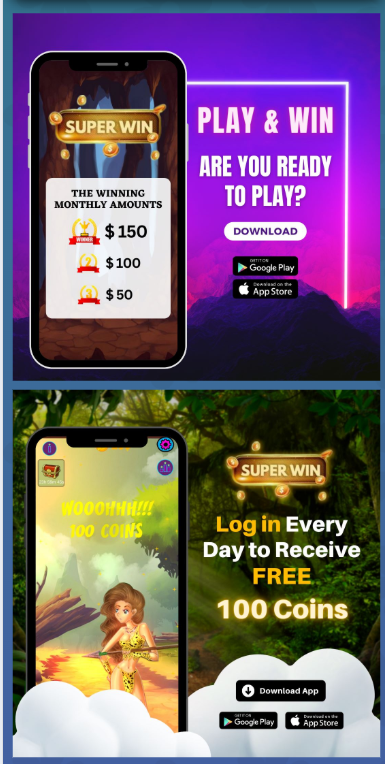 SUPER WIN
THE WINNING
MONTHLY AMOUNTS
WINNER
$ 150
2
$ 100
3
$ 50
PLAY & WIN
ARE YOU READY
TO PLAY?
DOWNLOAD
GET IT ON
Google Play
Download on the
App Store
WOOOHHH!!!
100 COINS
SUPER WIN
Log in Every
Day to Receive
FREE
100 Coins
Download App
GET IT ON
Google Play
Download on the
App Store